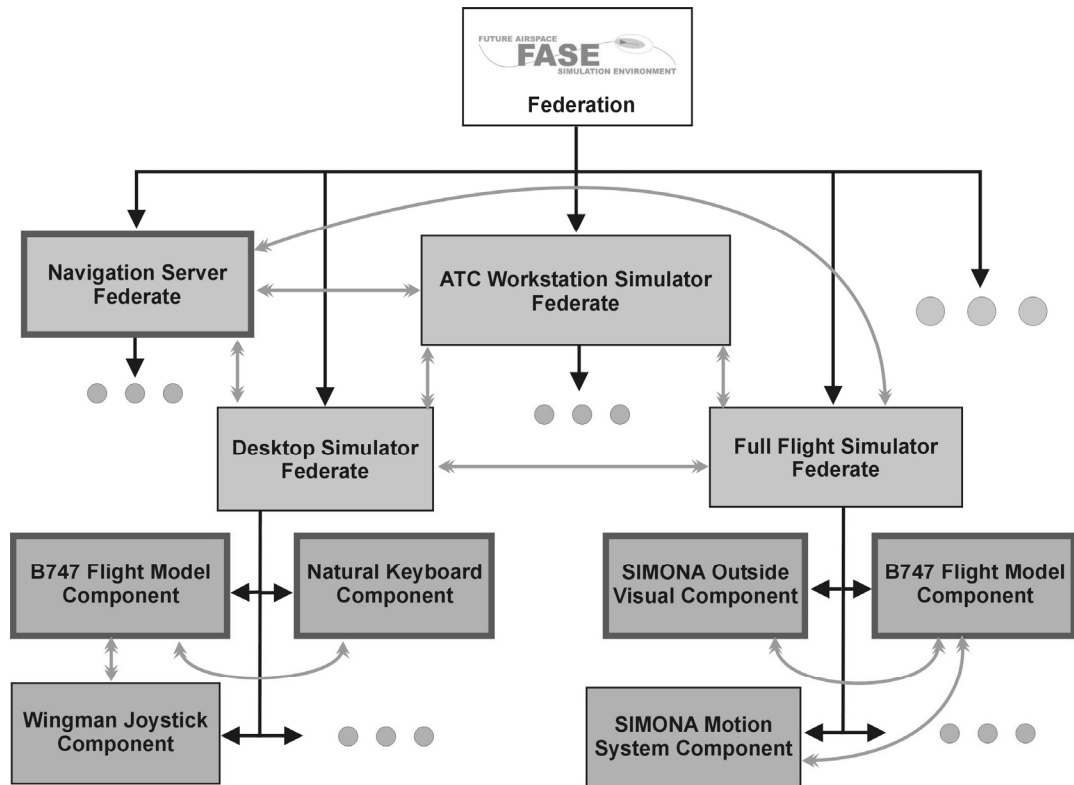 FUTURE AIRSPACE
FASE
SIMULATION ENVIRONMENT
Federation
Navigation Server
Federate
ATC Workstation Simulator
Federate
Desktop Simulator
Federate
Full Flight Simulator
Federate
B747 Flight Model
Component
Natural Keyboard
Component
SIMONA Outside
Visual Component
B747 Flight Model
Component
Wingman Joystick
Component
SIMONA Motion
System Component